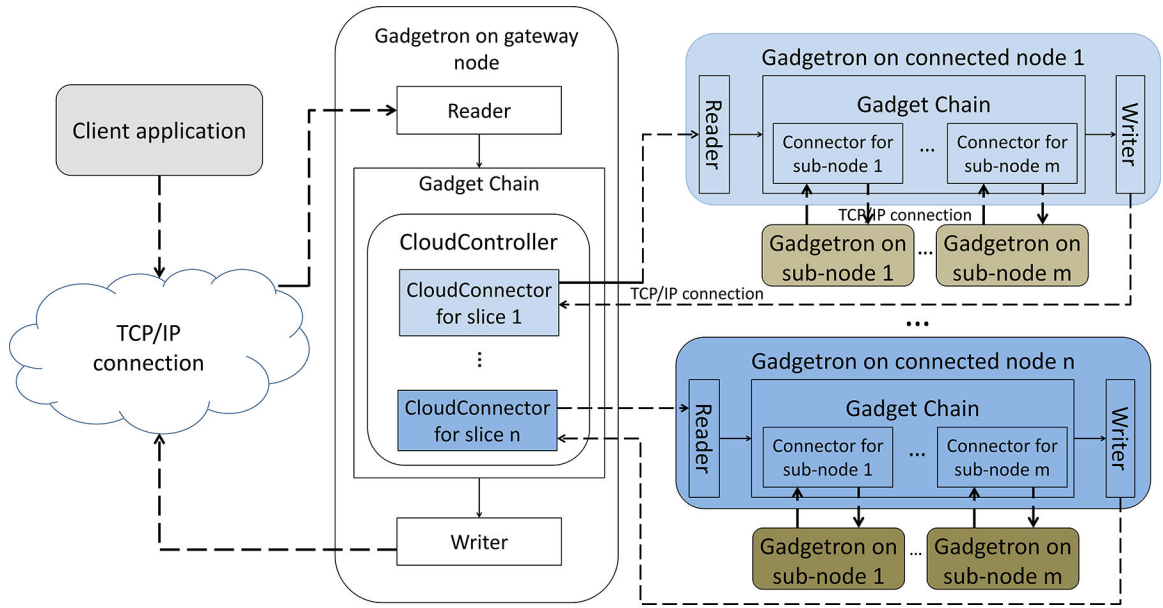 Client application
TCP/IP
connection
Gadgetron on gateway
node
Reader
Gadget Chain
CloudController
CloudConnector
for slice 1
...
CloudConnector
for slice n
Writer
Gadgetron on connected node 1
Reader
Gadget Chain
Connector for
sub-node 1
...
Connector for
sub-node m
Writer
TCP/IP connection
Gadgetron on
sub-node 1
...
Gadgetron on
sub-node m
TCP/IP connection
...
Gadgetron on connected node n
Reader
Gadget Chain
Connector for
sub-node 1
...
Connector for
sub-node m
Writer
Gadgetron on
sub-node 1
...
Gadgetron on
sub-node m